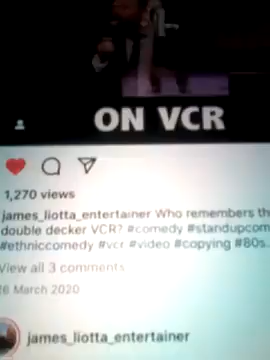 ON VCR
1,270 views
james_liotta_entertainer Who remembers th
double decker VCR? #comedy #standupcom
#ethniccomedy #vcr #video #copying #80s..
View all 3 comments
16 March 2020
james_liotta_entertainer